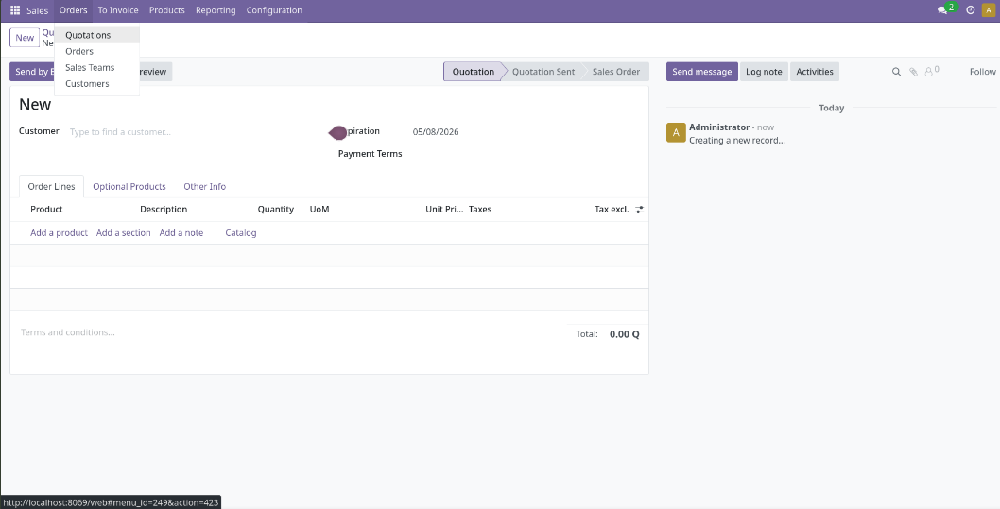 Sales Orders To Invoice Products Reporting Configuration 2 A
Quotations
Orders
Sales Teams
Customers
New Qu
Ne
Send by E review Quotation Quotation Sent Sales Order Send message Log note Activities 0 Follow
New
Customer Type to find a customer... piration 05/08/2026
Payment Terms
Today
A Administrator - now
Creating a new record...
Order Lines Optional Products Other Info
Product Description Quantity UoM Unit Pri... Taxes Tax excl.
Add a product Add a section Add a note Catalog
Terms and conditions...
Total: 0.00 Q
http://localhost:8069/web#menu_id=249&action=423